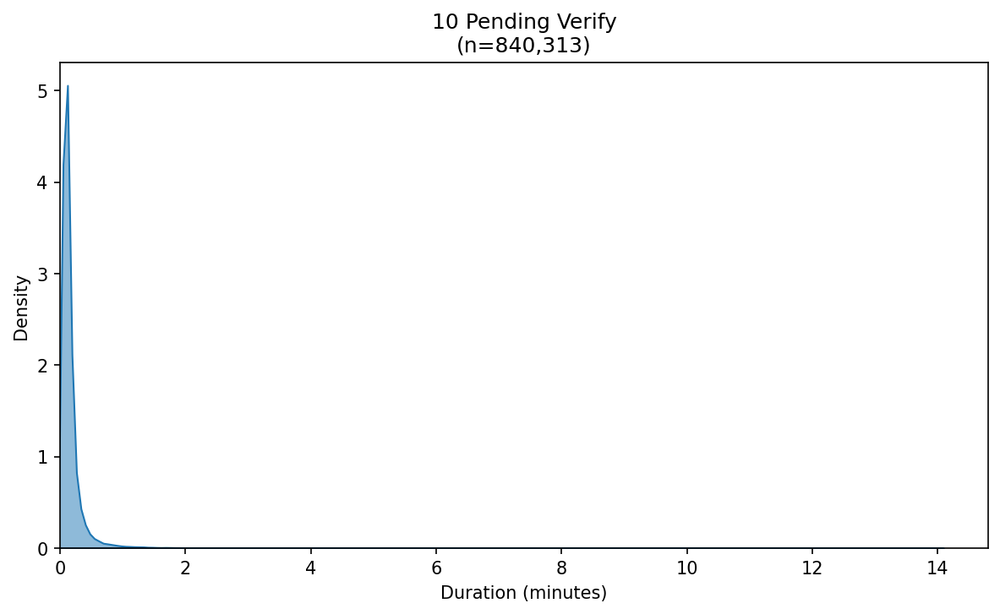 10 Pending Verify
(n=840,313)
5
4
3
2
1
0
Density
0 2 4 6 8 10 12 14
Duration (minutes)